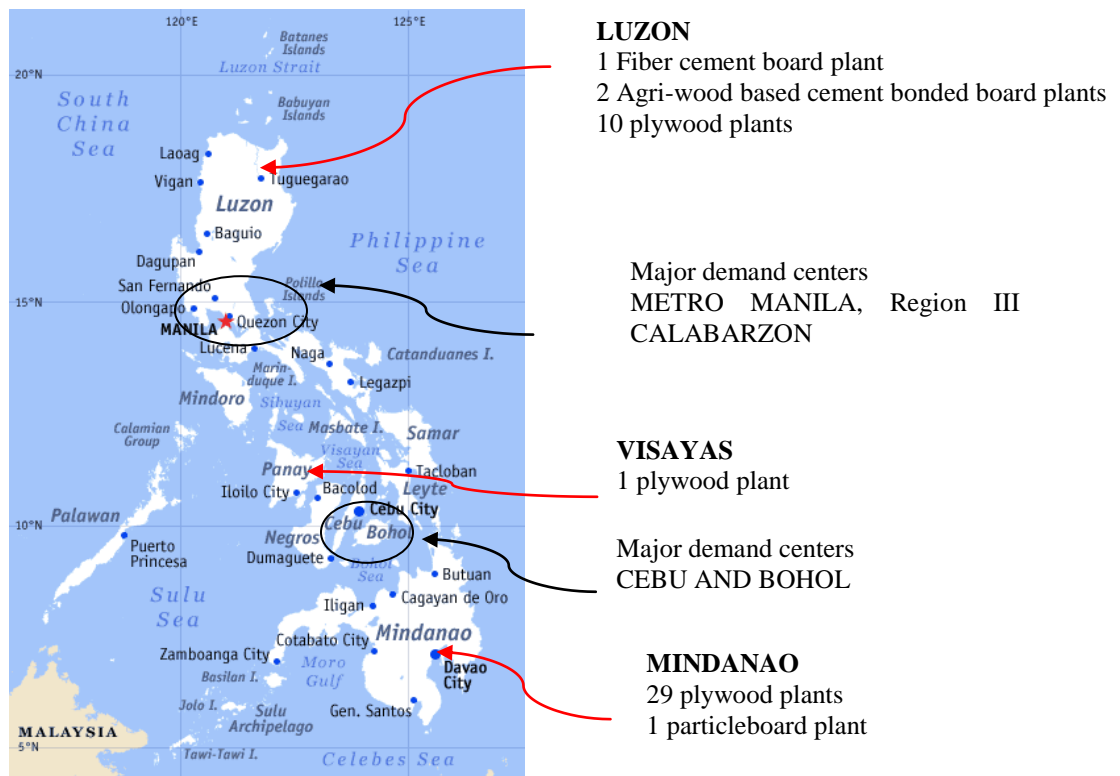 120°E
125°E
Batanes
Islands
Luzon Strait
20°N
South
China
Sea
Babuyan
Islands
Laoag
Vigan
Tuguegarao
Luzon
Baguio
Philippine
Sea
Dagupan
San Fernando
Polillo
Islands
15°N
Olongapo
MANILA
Quezon City
Lucena
Naga
Catanduanes I.
Marin-
duque I.
Legazpi
Mindoro
Sibuyan
Sea
Calamian
Group
Masbate I.
Samar
Visayan
Sea
Panay
Tacloban
Iloilo City
Bacolod
Leyte
Cebu City
Palawan
10°N
Cebu
Bohol
Negros
Puerto
Princesa
Dumaguete
Bohol
Sea
Butuan
Sulu
Sea
Iligan
Cagayan de Oro
Cotabato City
Mindanao
Zamboanga City
Moro
Gulf
Davao
City
Basilan I.
Jolo I.
Sulu
Archipelago
Gen. Santos
MALAYSIA
5°N
Tawi-Tawi I.
Celebes Sea
LUZON
1 Fiber cement board plant
2 Agri-wood based cement bonded board plants
10 plywood plants
Major demand centers
METRO MANILA, Region III
CALABARZON
VISAYAS
1 plywood plant
Major demand centers
CEBU AND BOHOL
MINDANAO
29 plywood plants
1 particleboard plant